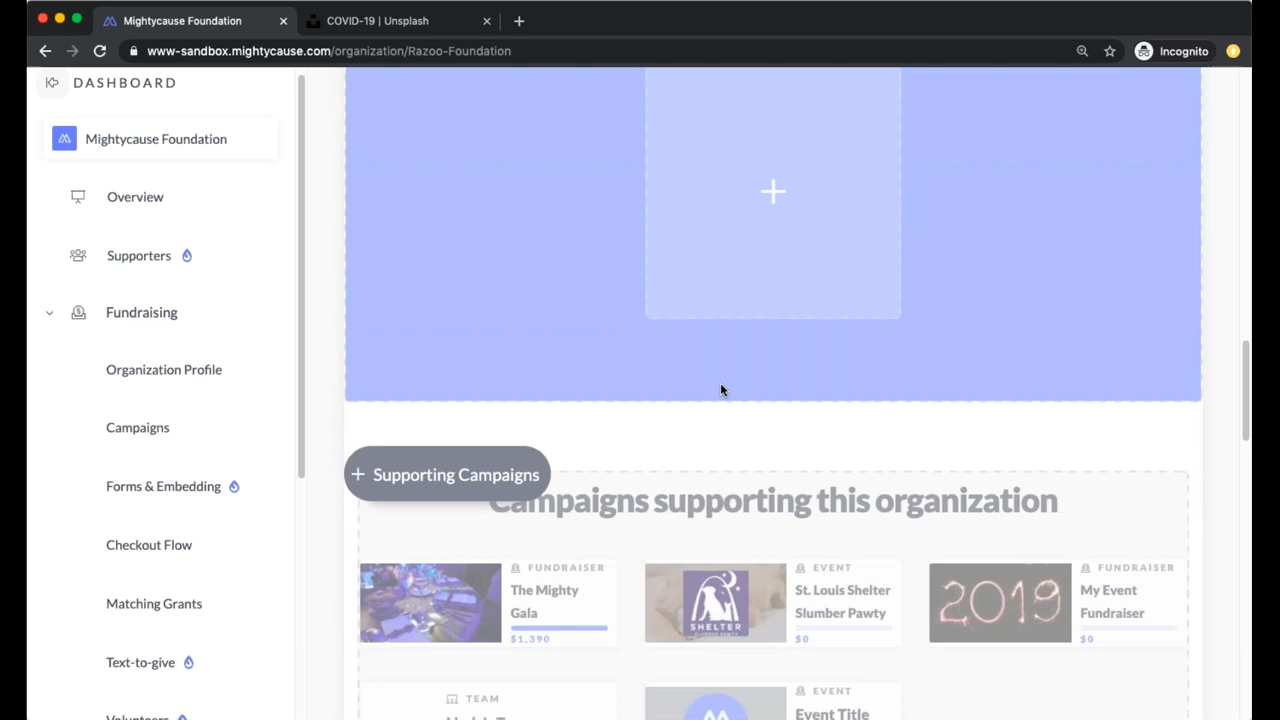 Mightycause Foundation
COVID-19 | Unsplash
www-sandbox.mightycause.com/organization/Razoo-Foundation
Incognito
DASHBOARD
Mightycause Foundation
Overview
Supporters
Fundraising
Organization Profile
Campaigns
Forms & Embedding
Checkout Flow
Matching Grants
Text-to-give
Volunteers
+ Supporting Campaigns
Campaigns supporting this organization
FUNDRAISER
The Mighty
Gala
$1,390
SHELTER
SLUMBER PAWTY
EVENT
St. Louis Shelter
Slumber Pawty
$0
2019
FUNDRAISER
My Event
Fundraiser
$0
TEAM
EVENT
Event Title